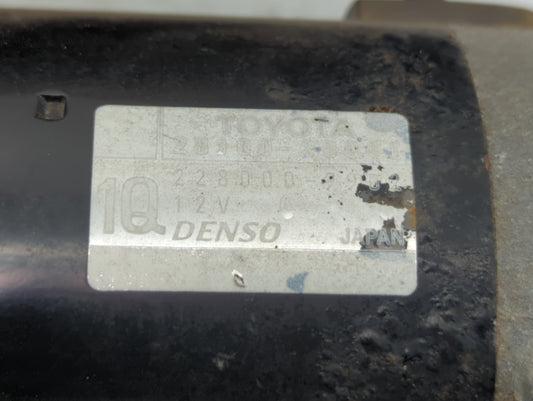 TOYOTA
228000
1Q
12V
DENSO
JAPAN